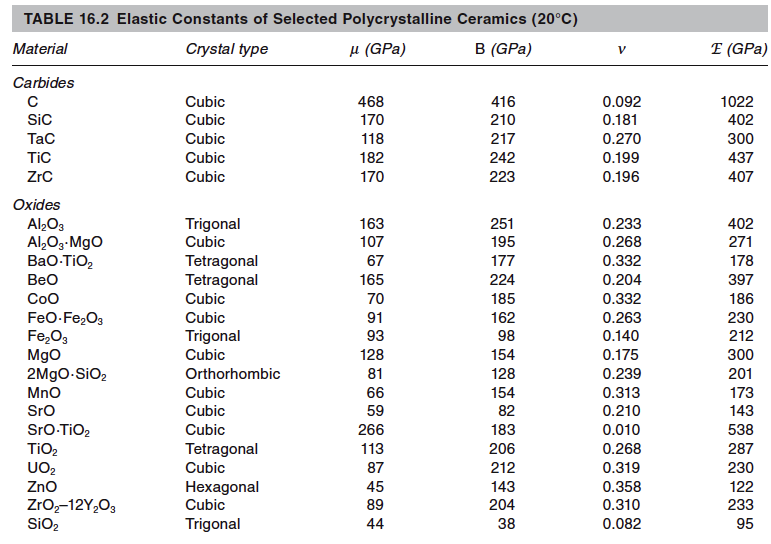 TABLE 16.2 Elastic Constants of Selected Polycrystalline Ceramics (20°C)
Material Crystal type μ (GPa) B (GPa) ν E (GPa)
Carbides
C Cubic 468 416 0.092 1022
SiC Cubic 170 210 0.181 402
TaC Cubic 118 217 0.270 300
TiC Cubic 182 242 0.199 437
ZrC Cubic 170 223 0.196 407
Oxides
Al₂O₃ Trigonal 163 251 0.233 402
Al₂O₃·MgO Cubic 107 195 0.268 271
BaO·TiO₂ Tetragonal 67 177 0.332 178
BeO Tetragonal 165 224 0.204 397
CoO Cubic 70 185 0.332 186
FeO·Fe₂O₃ Cubic 91 162 0.263 230
Fe₂O₃ Trigonal 93 98 0.140 212
MgO Cubic 128 154 0.175 300
2MgO·SiO₂ Orthorhombic 81 128 0.239 201
MnO Cubic 66 154 0.313 173
SrO Cubic 59 82 0.210 143
SrO·TiO₂ Cubic 266 183 0.010 538
TiO₂ Tetragonal 113 206 0.268 287
UO₂ Cubic 87 212 0.319 230
ZnO Hexagonal 45 143 0.358 122
ZrO₂–12Y₂O₃ Cubic 89 204 0.310 233
SiO₂ Trigonal 44 38 0.082 95